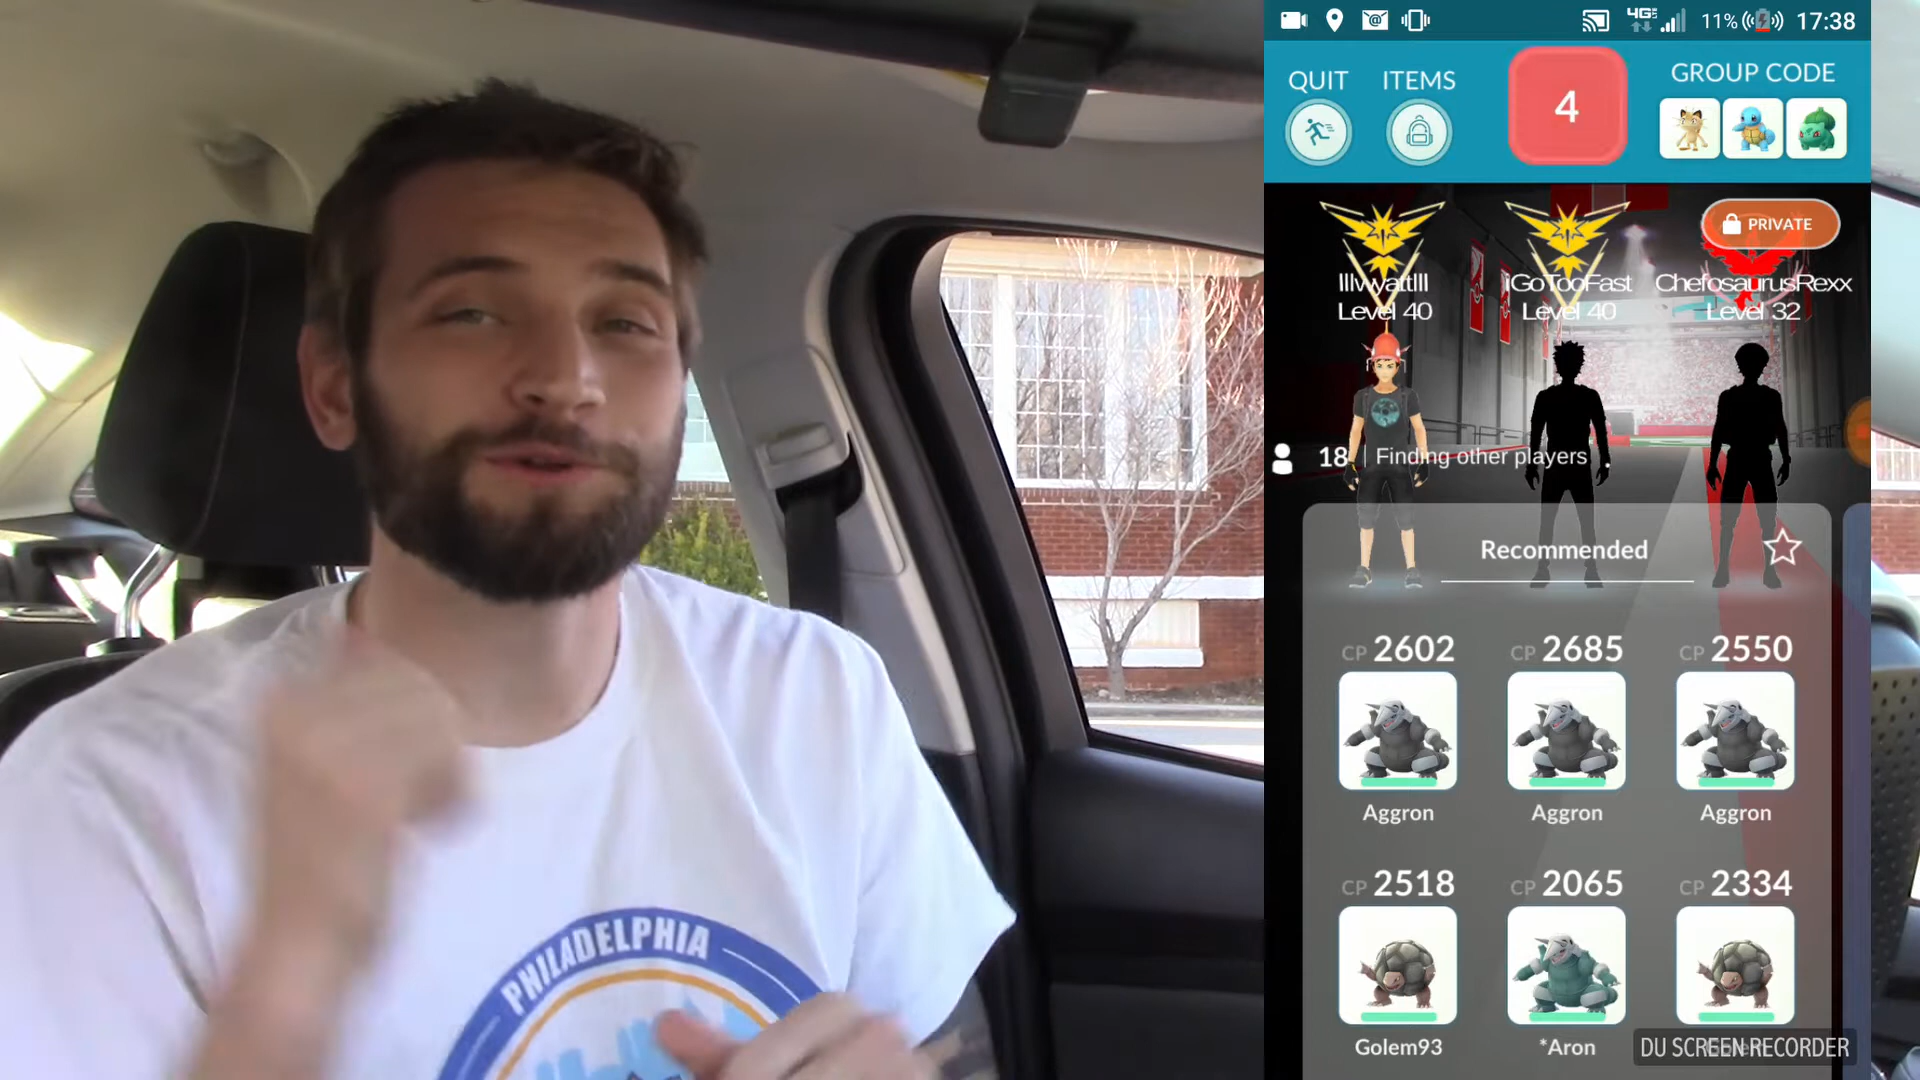 PHILADELPHIA
11% 17:38
QUIT ITEMS 4 GROUP CODE
PRIVATE
IIIvwattIII iGoTooFast ChefosaurusRexx
Level 40 Level 40 Level 32
18 Finding other players
Recommended
CP 2602 CP 2685 CP 2550
Aggron Aggron Aggron
CP 2518 CP 2065 CP 2334
Golem93 *Aron
DU SCREEN RECORDER